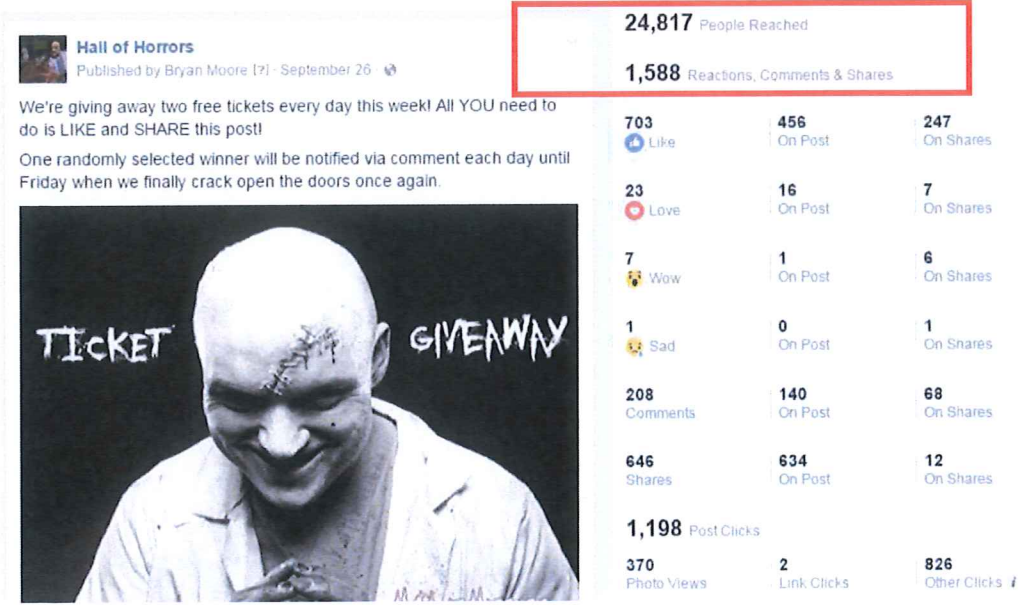 Hall of Horrors
Published by Bryan Moore [?] · September 26
We're giving away two free tickets every day this week! All YOU need to
do is LIKE and SHARE this post!
One randomly selected winner will be notified via comment each day until
Friday when we finally crack open the doors once again.
TICKET GIVEAWAY
24,817 People Reached
1,588 Reactions, Comments & Shares
703 456 247
Like On Post On Shares
23 16 7
Love On Post On Shares
7 1 6
Wow On Post On Shares
1 0 1
Sad On Post On Shares
208 140 68
Comments On Post On Shares
646 634 12
Shares On Post On Shares
1,198 Post Clicks
370 2 826
Photo Views Link Clicks Other Clicks i